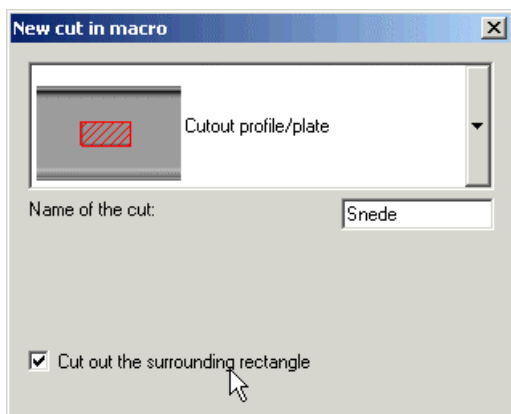 New cut in macro
Cutout profile/plate
Name of the cut: Snede
Cut out the surrounding rectangle